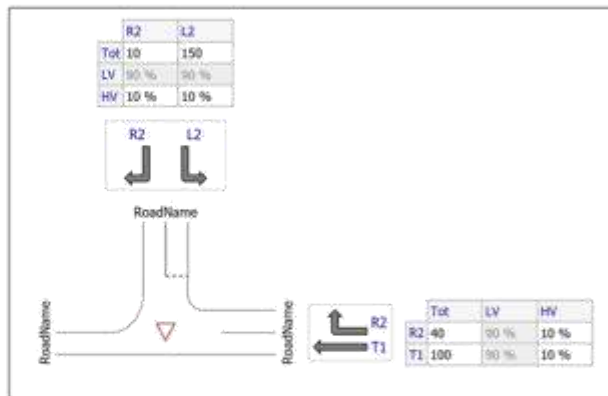 R2 L2
Tot 10 150
LV 90 % 90 %
HV 10 % 10 %
R2 L2
RoadName
RoadName
RoadName
R2
T1
Tot LV HV
R2 40 90 % 10 %
T1 100 90 % 10 %